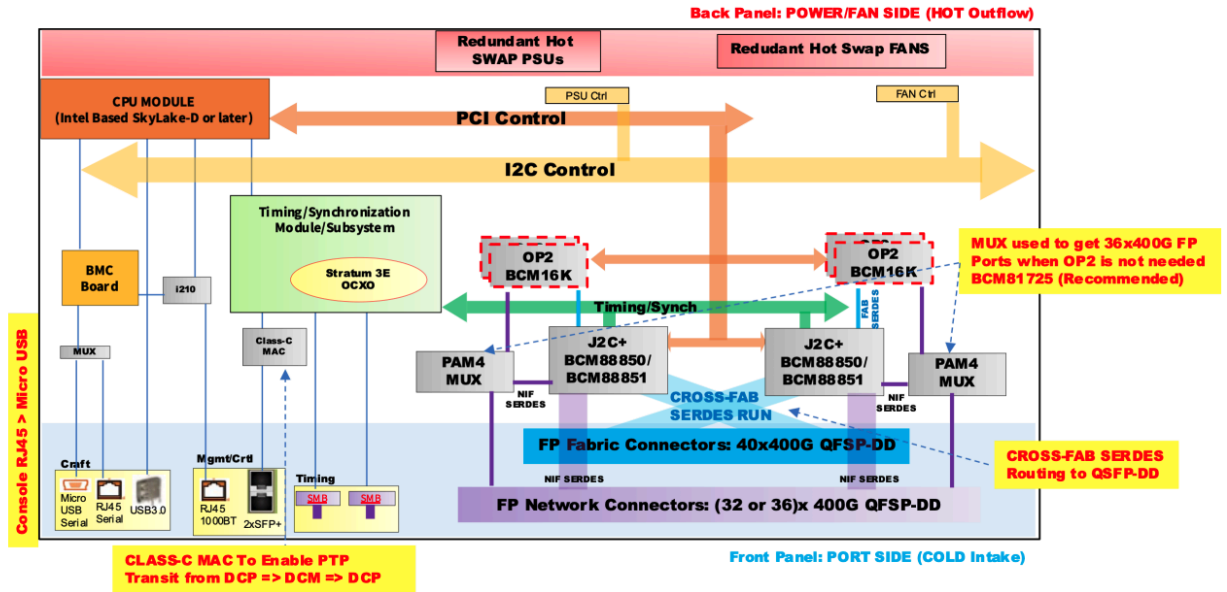 Back Panel: POWER/FAN SIDE (HOT Outflow)
Redundant Hot
SWAP PSUs
Redudant Hot Swap FANS
CPU MODULE
(Intel Based SkyLake-D or later)
PSU Ctrl
FAN Ctrl
PCI Control
I2C Control
Timing/Synchronization
Module/Subsystem
Stratum 3E
OCXO
BMC
Board
i210
OP2
BCM16K
OP2
BCM16K
MUX used to get 36x400G FP
Ports when OP2 is not needed
BCM81725 (Recommended)
Timing/Synch
FAB
SERDES
MUX
Class-C
MAC
PAM4
MUX
J2C+
BCM88850/
BCM88851
J2C+
BCM88850/
BCM88851
PAM4
MUX
NIF
SERDES
CROSS-FAB
SERDES RUN
NIF
SERDES
Console RJ45 > Micro USB
FP Fabric Connectors: 40x400G QFSP-DD
CROSS-FAB SERDES
Routing to QSFP-DD
Craft
Micro
USB
Serial
RJ45
Serial
USB3.0
Mgmt/Crtl
RJ45
1000BT
2xSFP+
Timing
SMB
SMB
NIF SERDES
NIF SERDES
FP Network Connectors: (32 or 36)x 400G QFSP-DD
CLASS-C MAC To Enable PTP
Transit from DCP => DCM => DCP
Front Panel: PORT SIDE (COLD Intake)